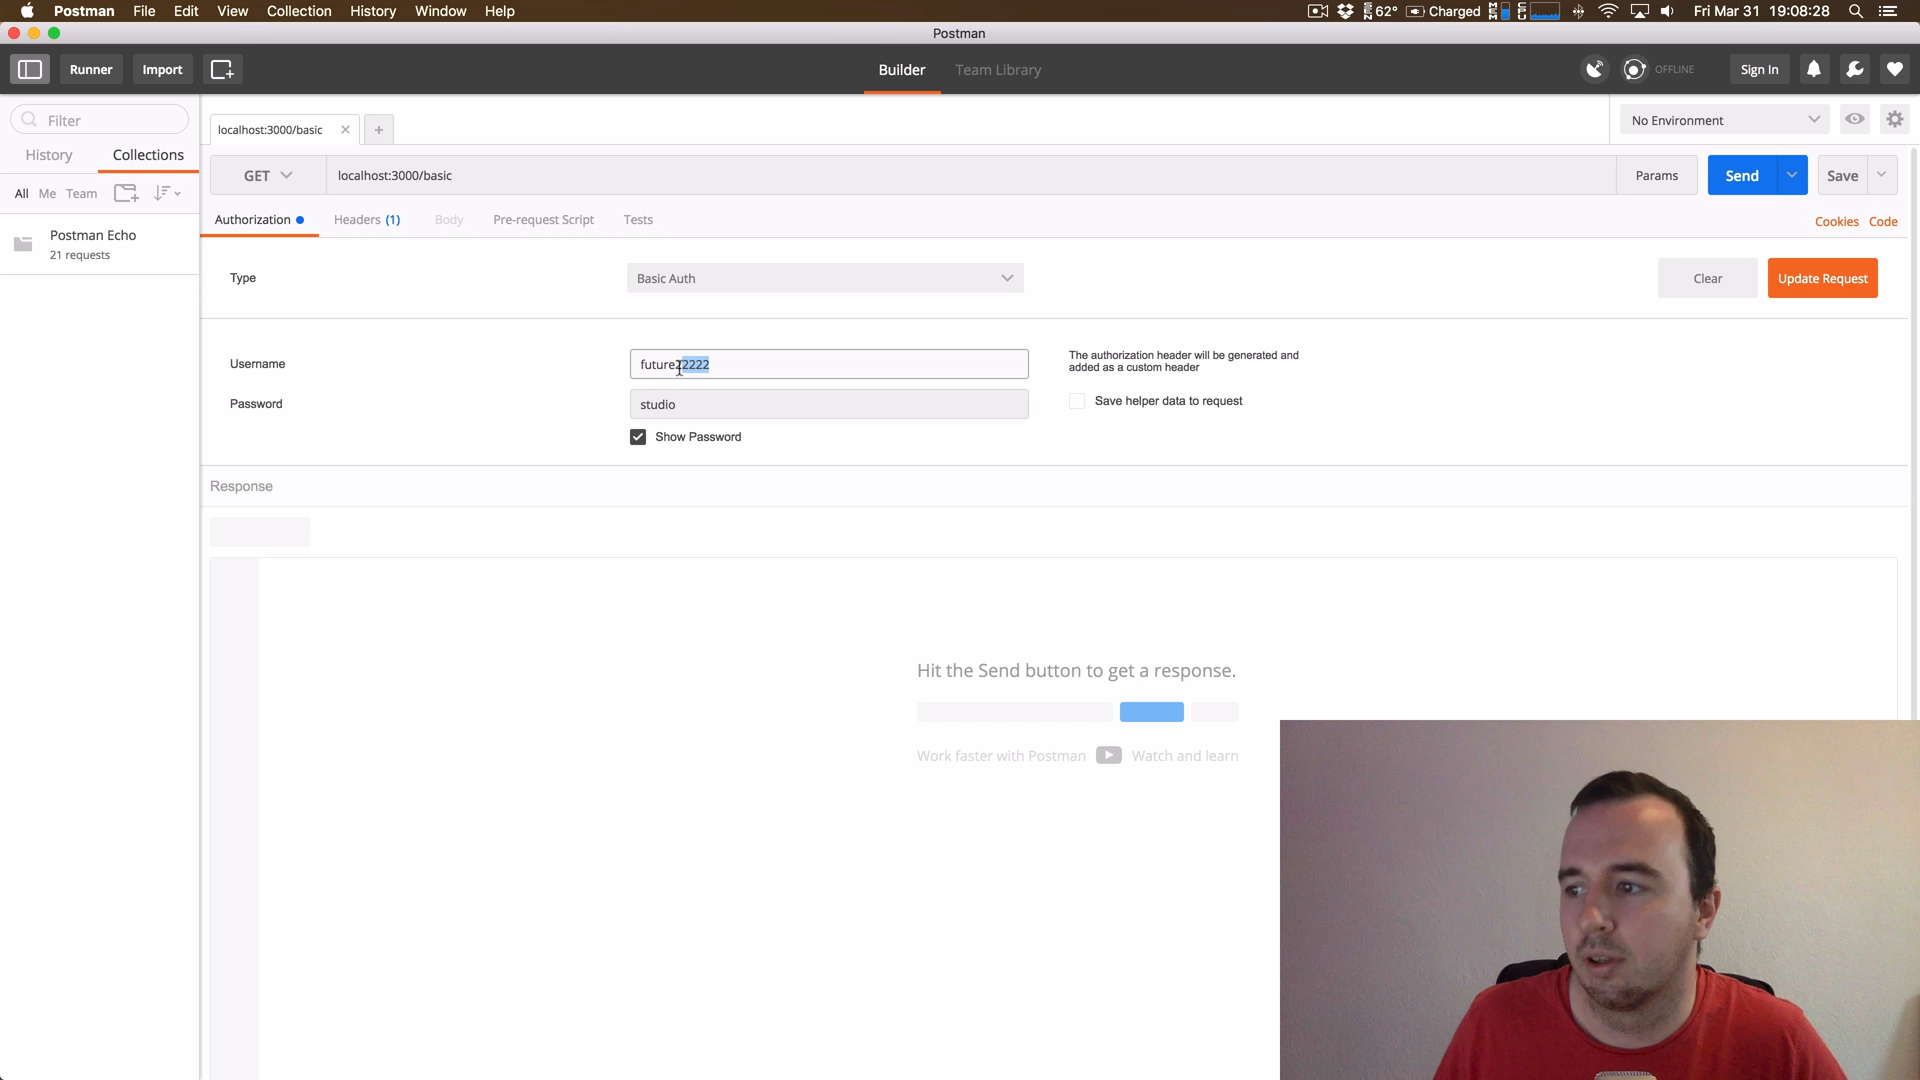 Postman File Edit View Collection History Window Help 62° Charged Fri Mar 31 19:08:28
Postman
Runner Import Builder Team Library OFFLINE Sign In
Filter localhost:3000/basic No Environment
History Collections GET localhost:3000/basic Params Send Save
All Me Team Authorization Headers (1) Body Pre-request Script Tests Cookies Code
Postman Echo
21 requests
Type Basic Auth Clear Update Request
Username future22222 The authorization header will be generated and
added as a custom header
Password studio Save helper data to request
Show Password
Response
Hit the Send button to get a response.
Work faster with Postman Watch and learn